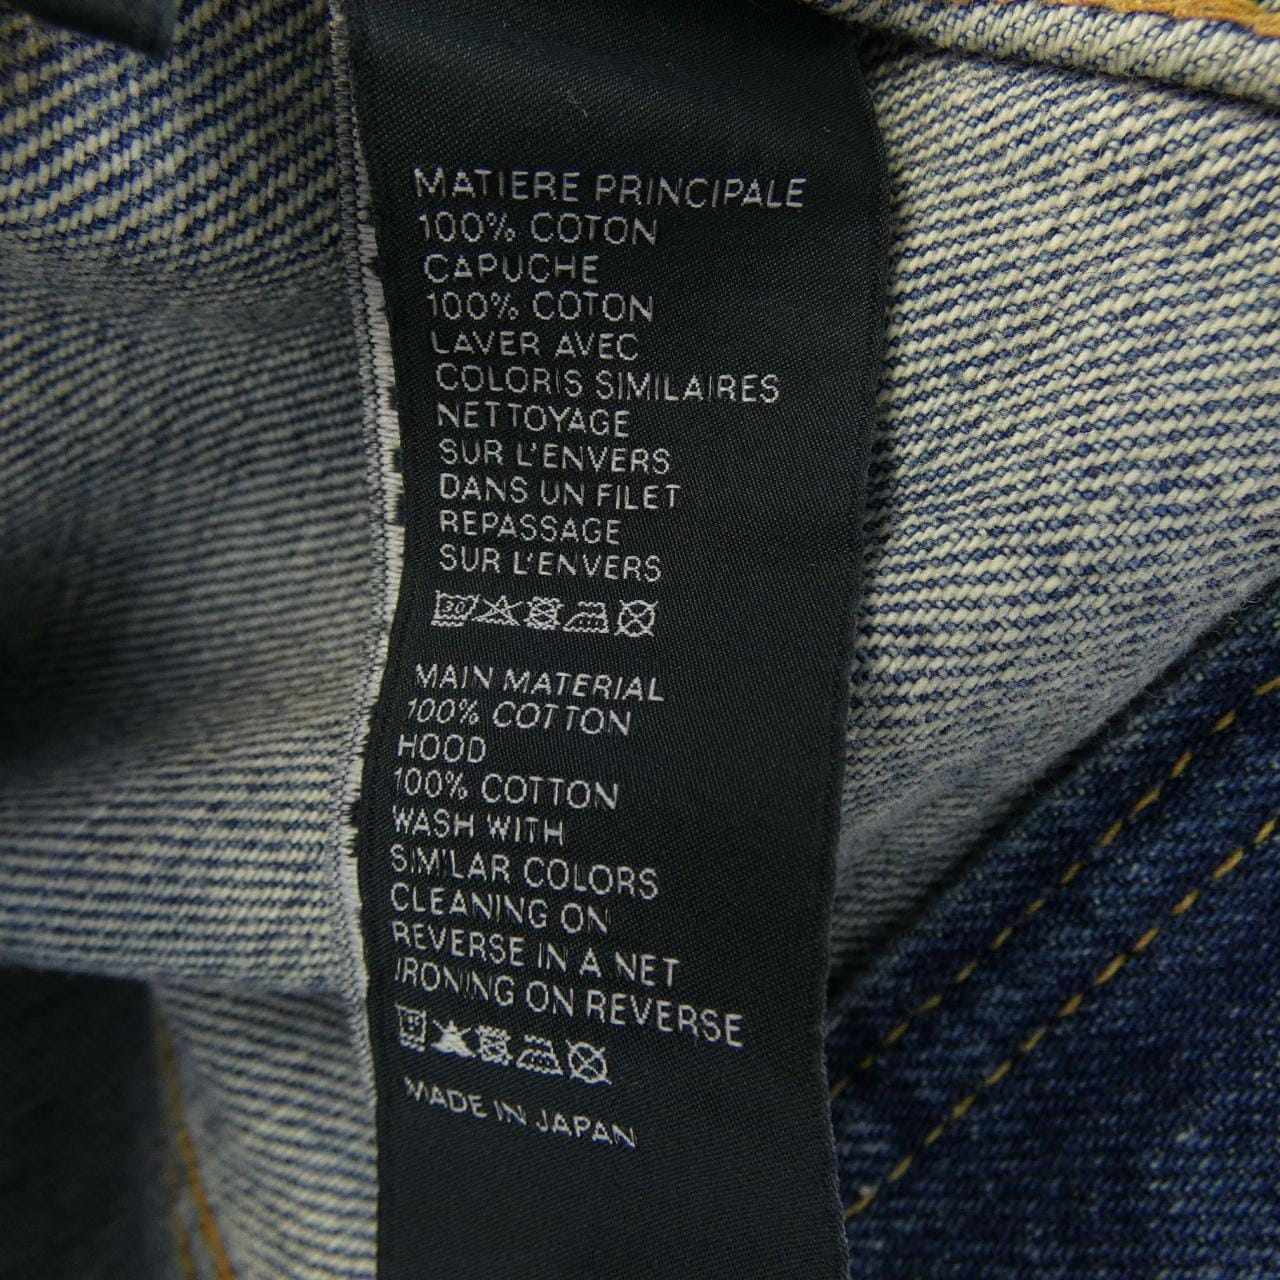 MATIERE PRINCIPALE
100% COTON
CAPUCHE
100% COTON
LAVER AVEC
COLORIS SIMILAIRES
NETTOYAGE
SUR L'ENVERS
DANS UN FILET
REPASSAGE
SUR L'ENVERS
30
MAIN MATERIAL
100% COTTON
HOOD
100% COTTON
WASH WITH
SIMILAR COLORS
CLEANING ON
REVERSE IN A NET
IRONING ON REVERSE
MADE IN JAPAN